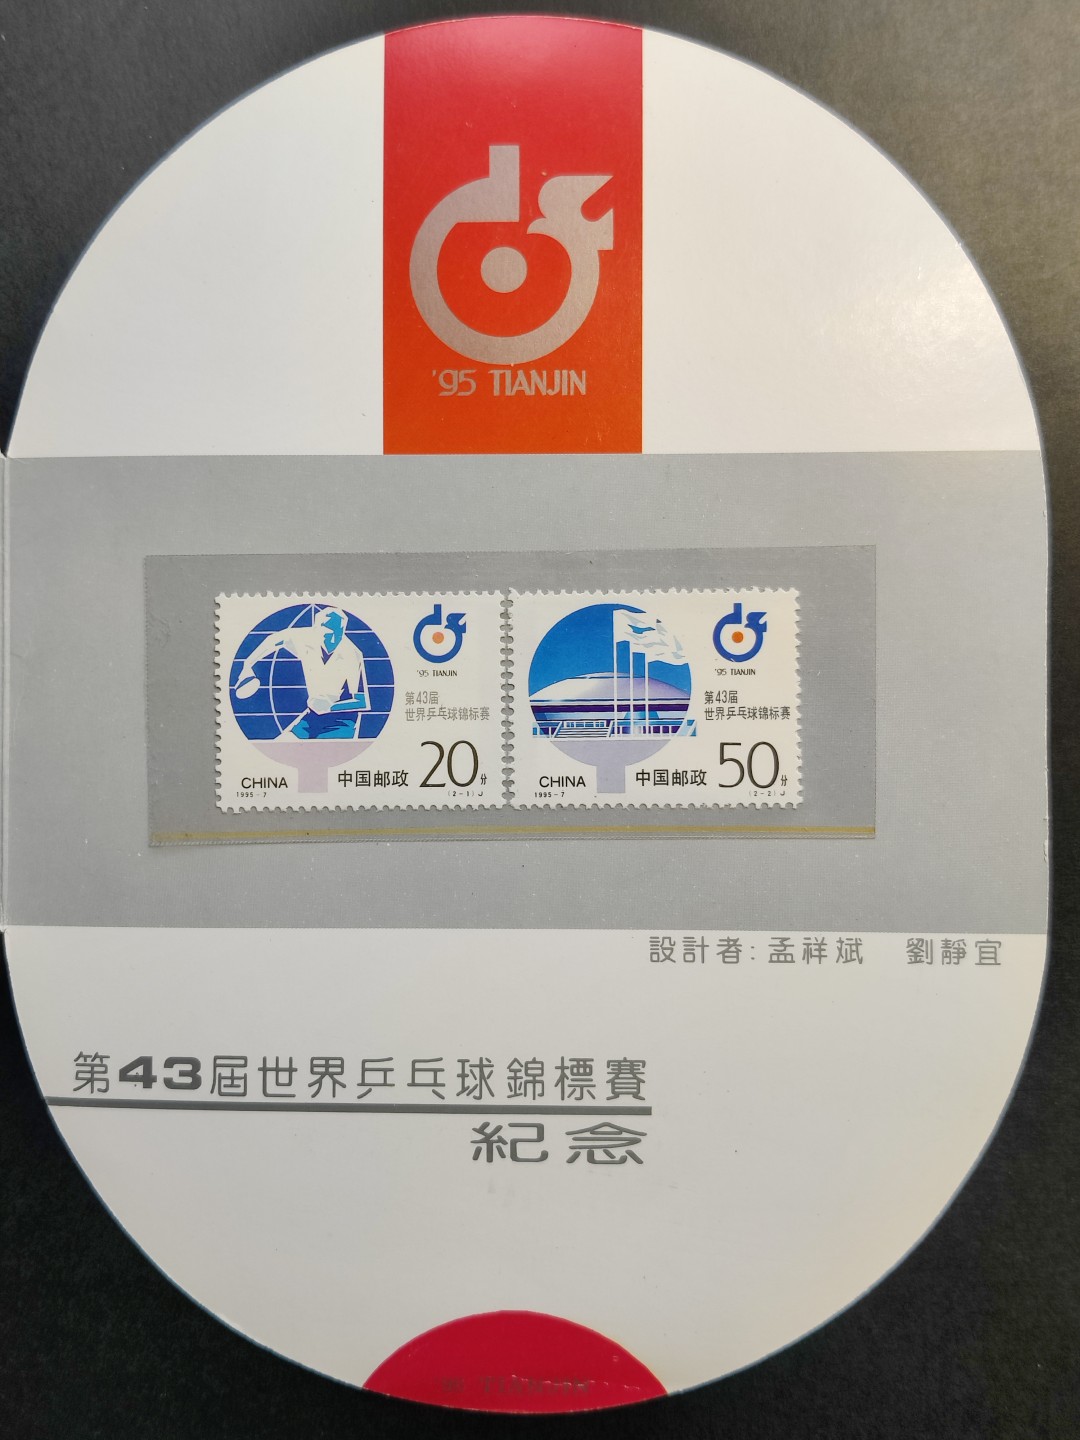 '95 TIANJIN
'95 TIANJIN
第43届
世界乒乓球锦标赛
CHINA
中国邮政
20分
1995-7
(2-1)J
'95 TIANJIN
第43届
世界乒乓球锦标赛
CHINA
中国邮政
50分
1995-7
(2-2)J
設計者:孟祥斌 劉靜宜
第43屆世界乒乓球錦標賽
紀念
95 TIANJIN